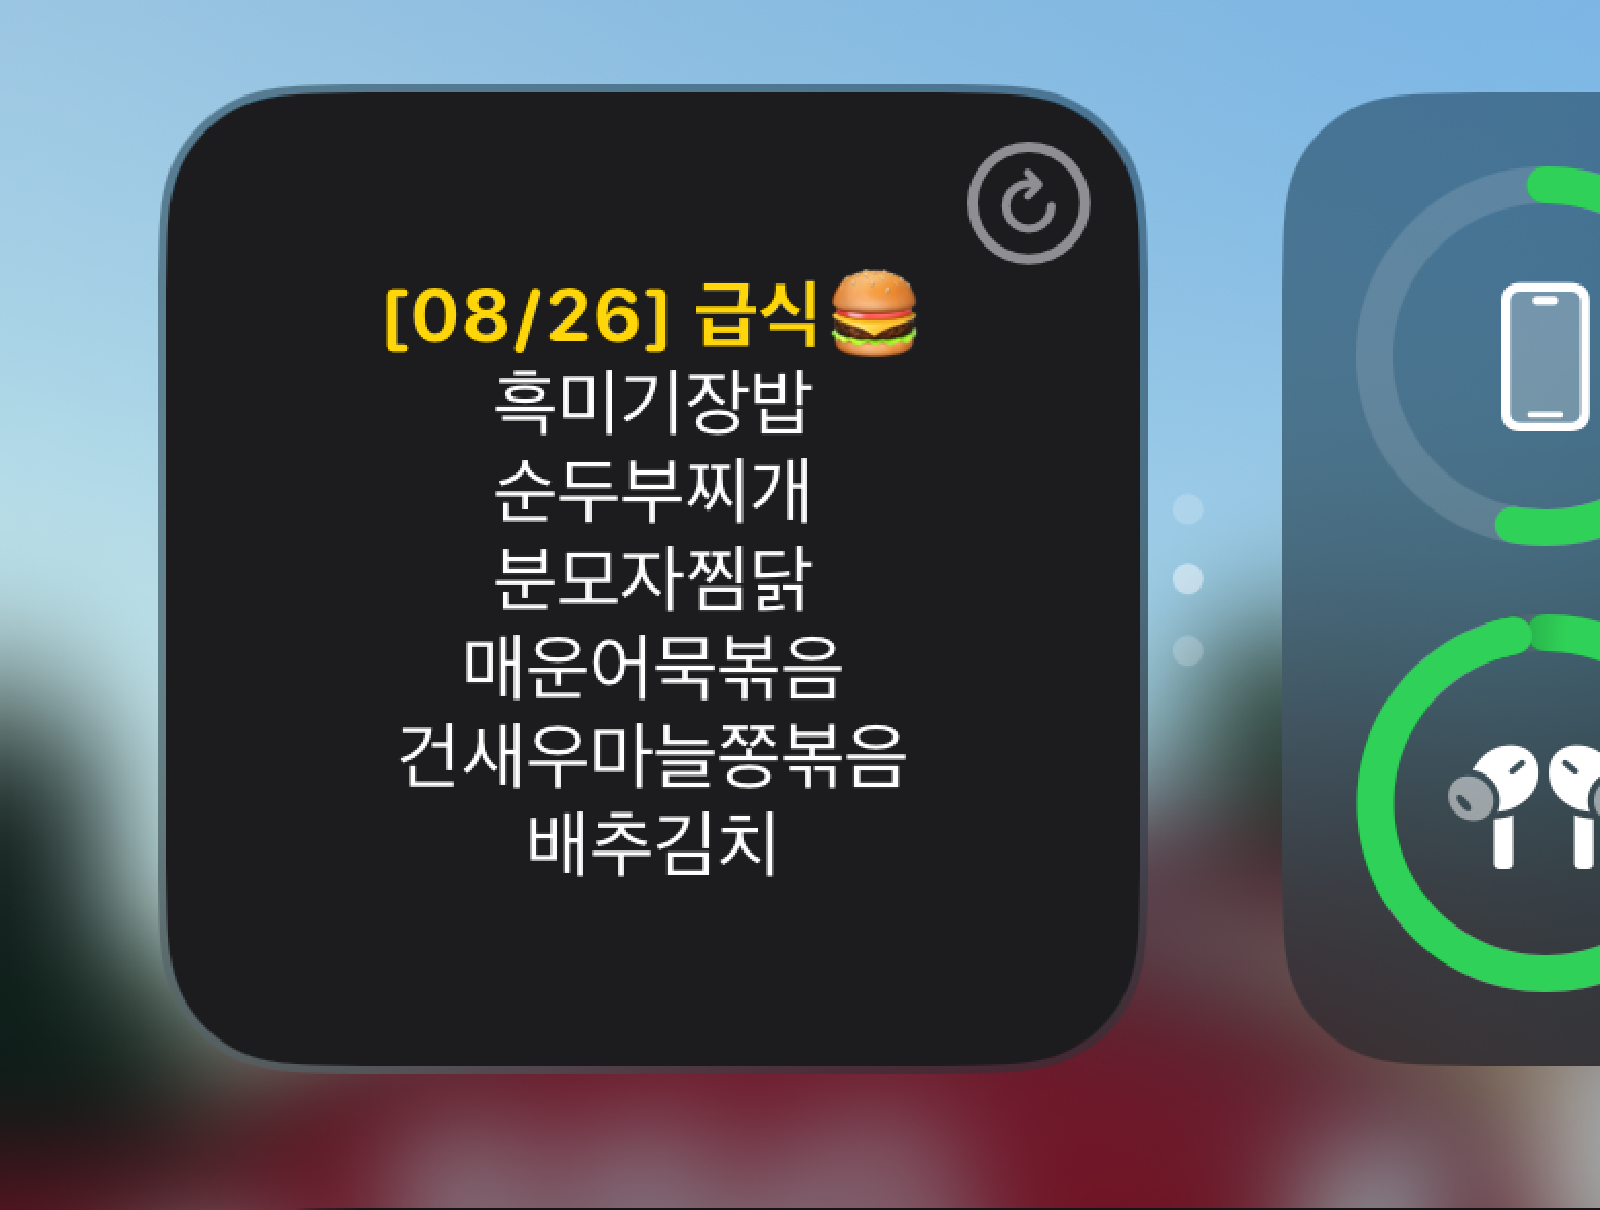 [08/26] 급식🍔
흑미기장밥
순두부찌개
분모자찜닭
매운어묵볶음
건새우마늘쫑볶음
배추김치